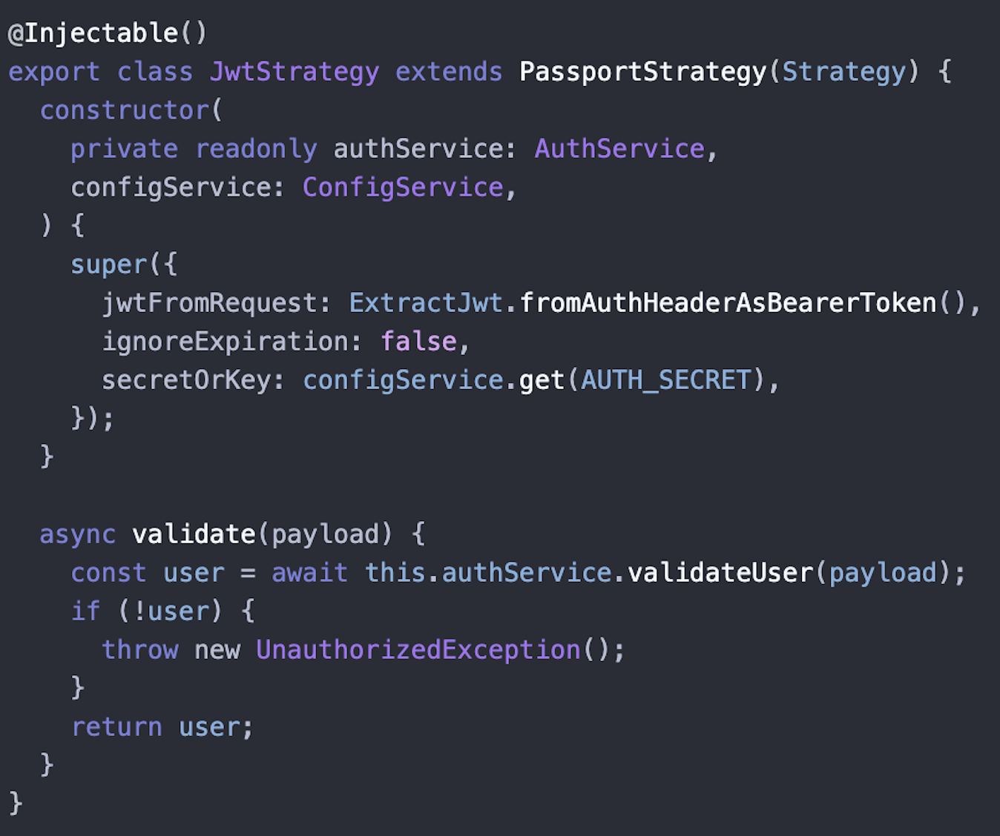 @Injectable()
export class JwtStrategy extends PassportStrategy(Strategy) {
  constructor(
    private readonly authService: AuthService,
    configService: ConfigService,
  ) {
    super({
      jwtFromRequest: ExtractJwt.fromAuthHeaderAsBearerToken(),
      ignoreExpiration: false,
      secretOrKey: configService.get(AUTH_SECRET),
    });
  }

  async validate(payload) {
    const user = await this.authService.validateUser(payload);
    if (!user) {
      throw new UnauthorizedException();
    }
    return user;
  }
}